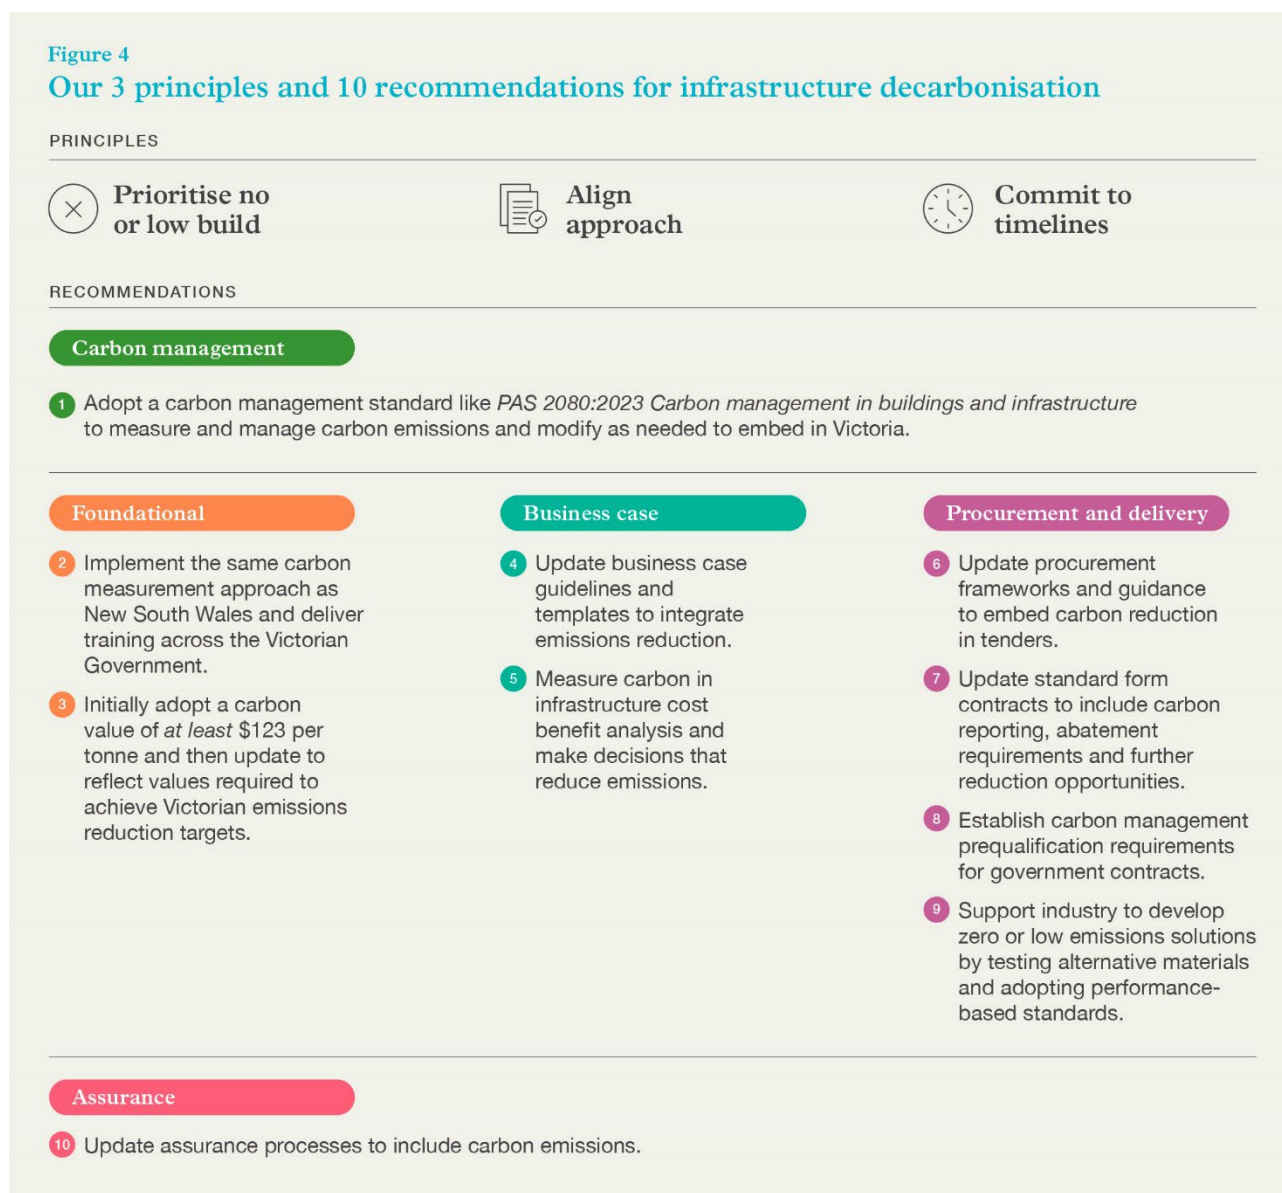 Figure 4
Our 3 principles and 10 recommendations for infrastructure decarbonisation
PRINCIPLES
Prioritise no
or low build
Align
approach
Commit to
timelines
RECOMMENDATIONS
Carbon management
1 Adopt a carbon management standard like PAS 2080:2023 Carbon management in buildings and infrastructure
to measure and manage carbon emissions and modify as needed to embed in Victoria.
Foundational
2 Implement the same carbon
measurement approach as
New South Wales and deliver
training across the Victorian
Government.
3 Initially adopt a carbon
value of at least $123 per
tonne and then update to
reflect values required to
achieve Victorian emissions
reduction targets.
Business case
4 Update business case
guidelines and
templates to integrate
emissions reduction.
5 Measure carbon in
infrastructure cost
benefit analysis and
make decisions that
reduce emissions.
Procurement and delivery
6 Update procurement
frameworks and guidance
to embed carbon reduction
in tenders.
7 Update standard form
contracts to include carbon
reporting, abatement
requirements and further
reduction opportunities.
8 Establish carbon management
prequalification requirements
for government contracts.
9 Support industry to develop
zero or low emissions solutions
by testing alternative materials
and adopting performance-
based standards.
Assurance
10 Update assurance processes to include carbon emissions.